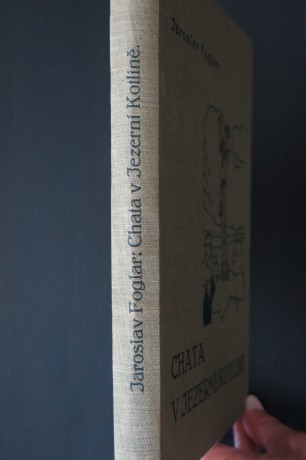 Jaroslav Foglar: Chata v Jezerní Kotlině.
Jaroslav Foglar
CHATA
V JEZERNÍ KOTLINĚ